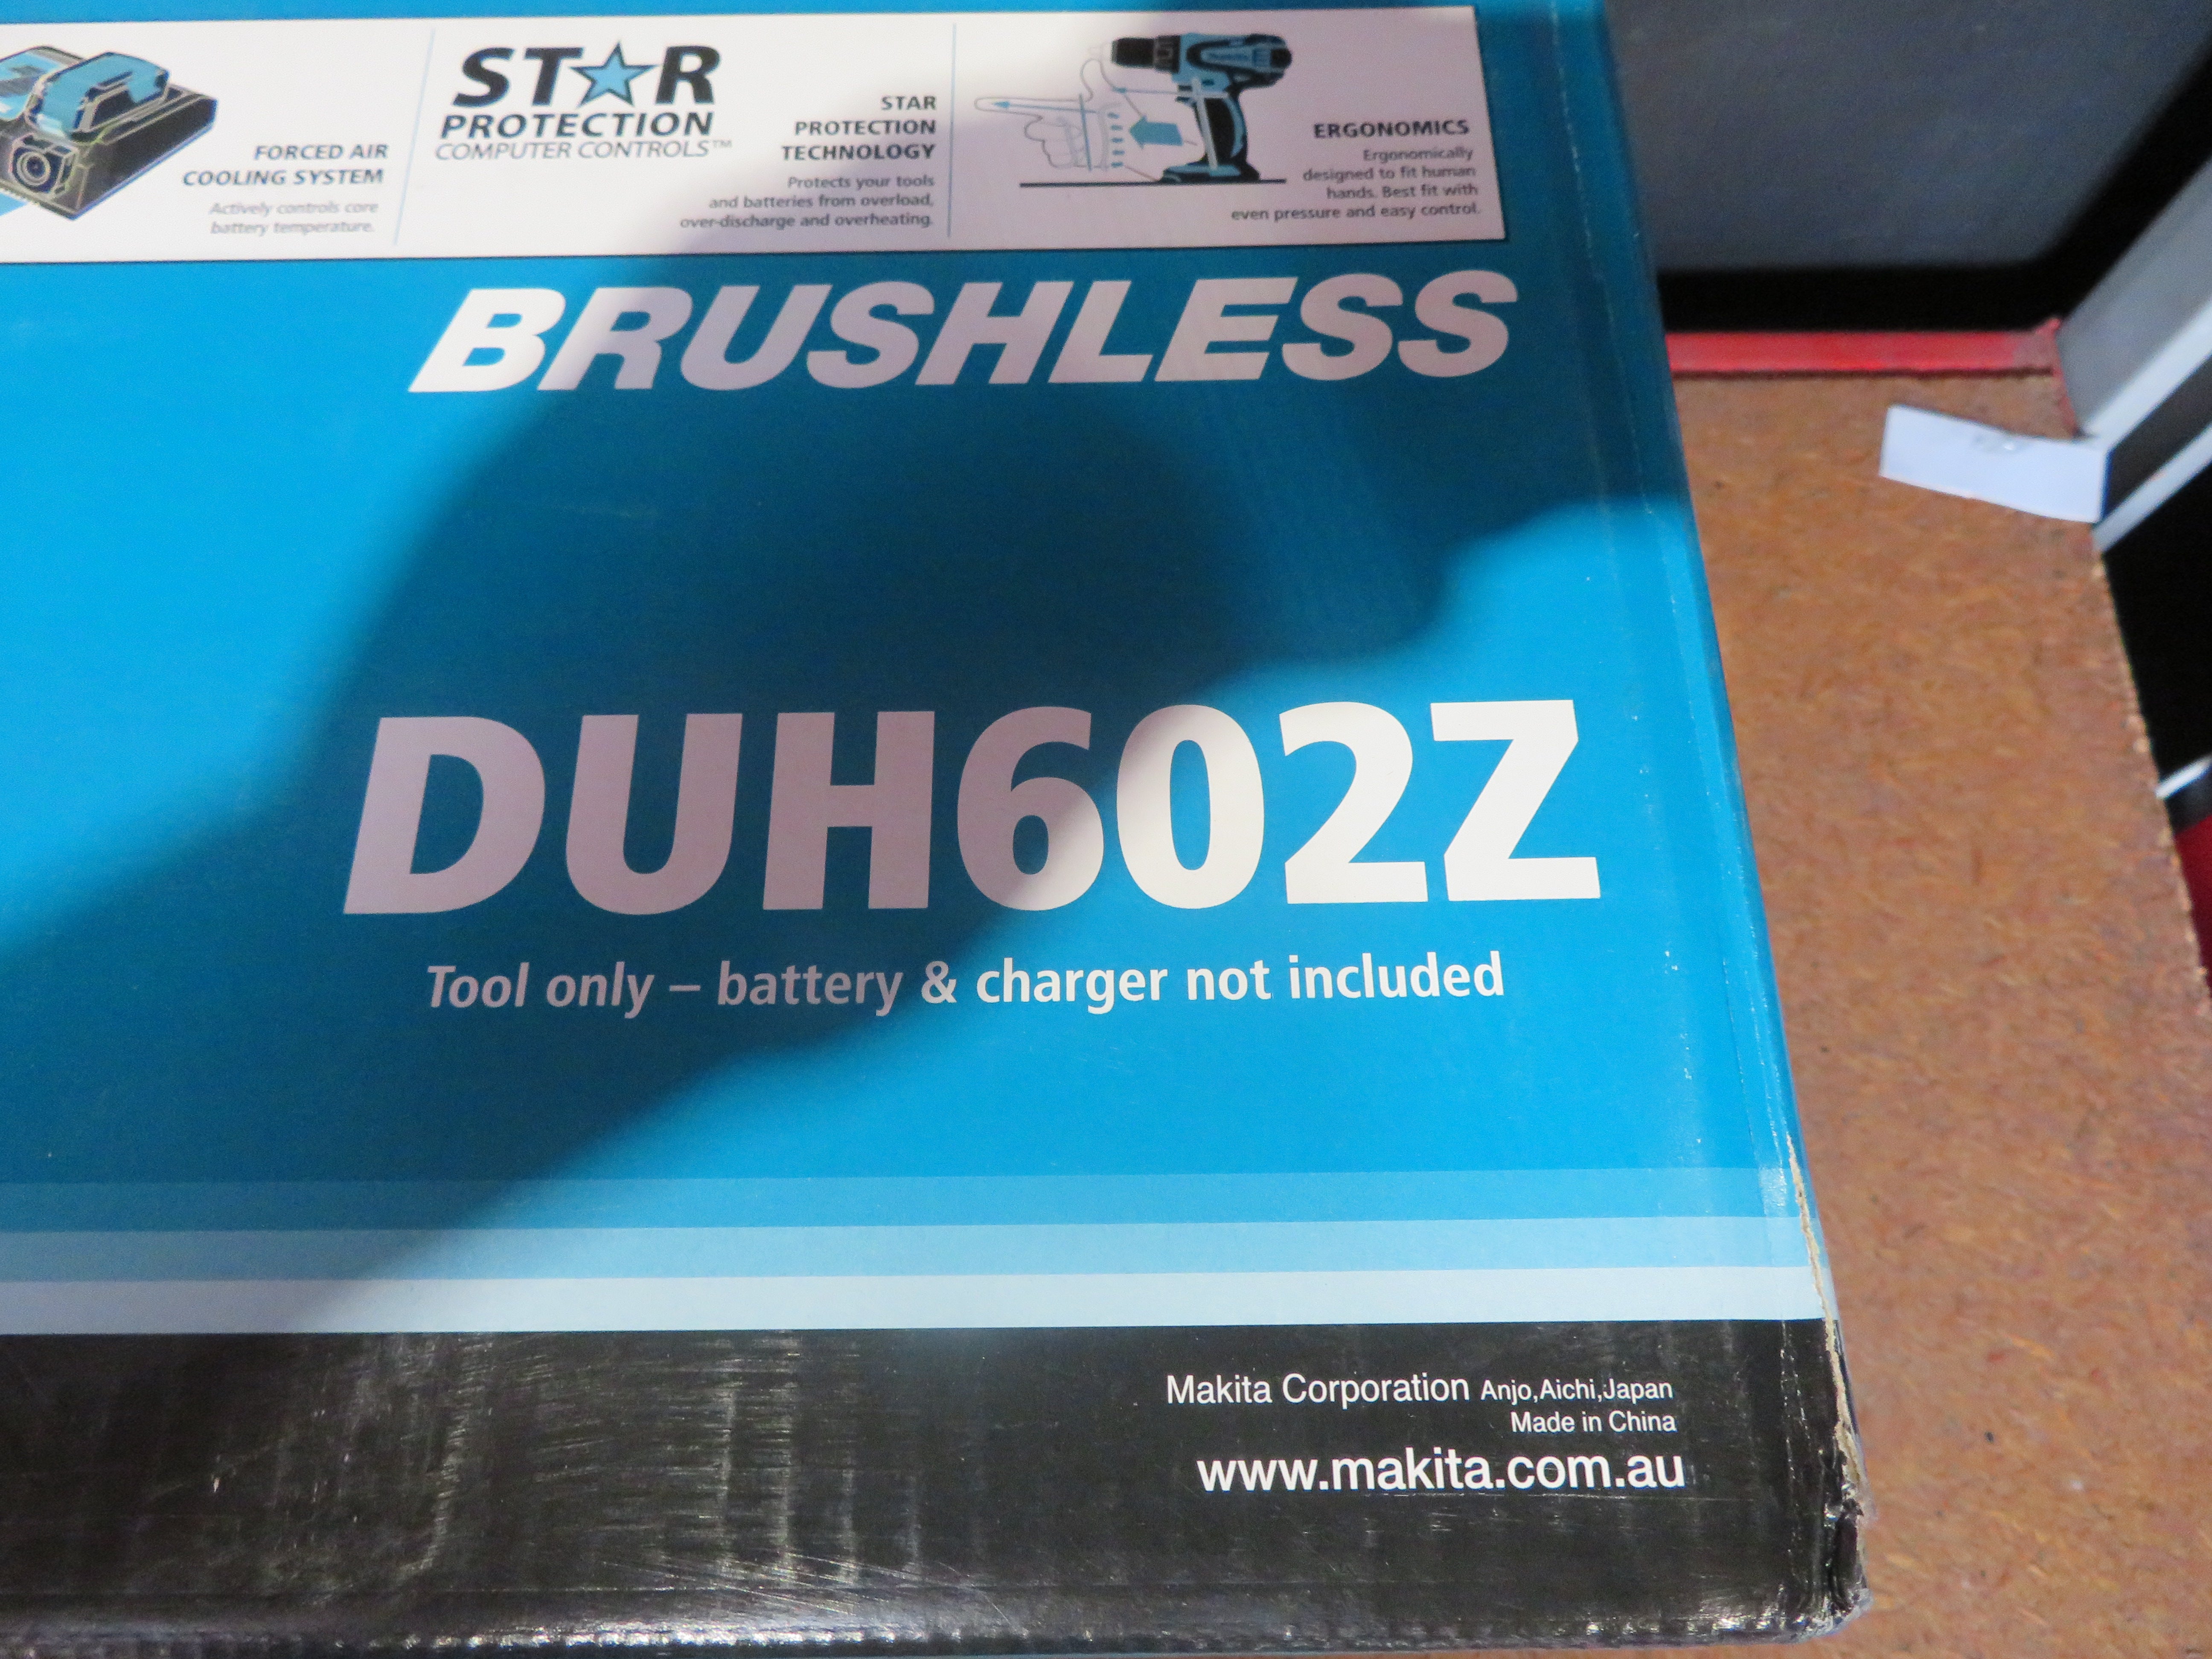 FORCED AIR
COOLING SYSTEM
Actively controls core
battery temperature.
STAR
PROTECTION
COMPUTER CONTROLS™
STAR
PROTECTION
TECHNOLOGY
Protects your tools
and batteries from overload,
over-discharge and overheating.
ERGONOMICS
Ergonomically
designed to fit human
hands. Best fit with
even pressure and easy control.
BRUSHLESS
DUH602Z
Tool only – battery & charger not included
Makita Corporation Anjo,Aichi,Japan
Made in China
www.makita.com.au